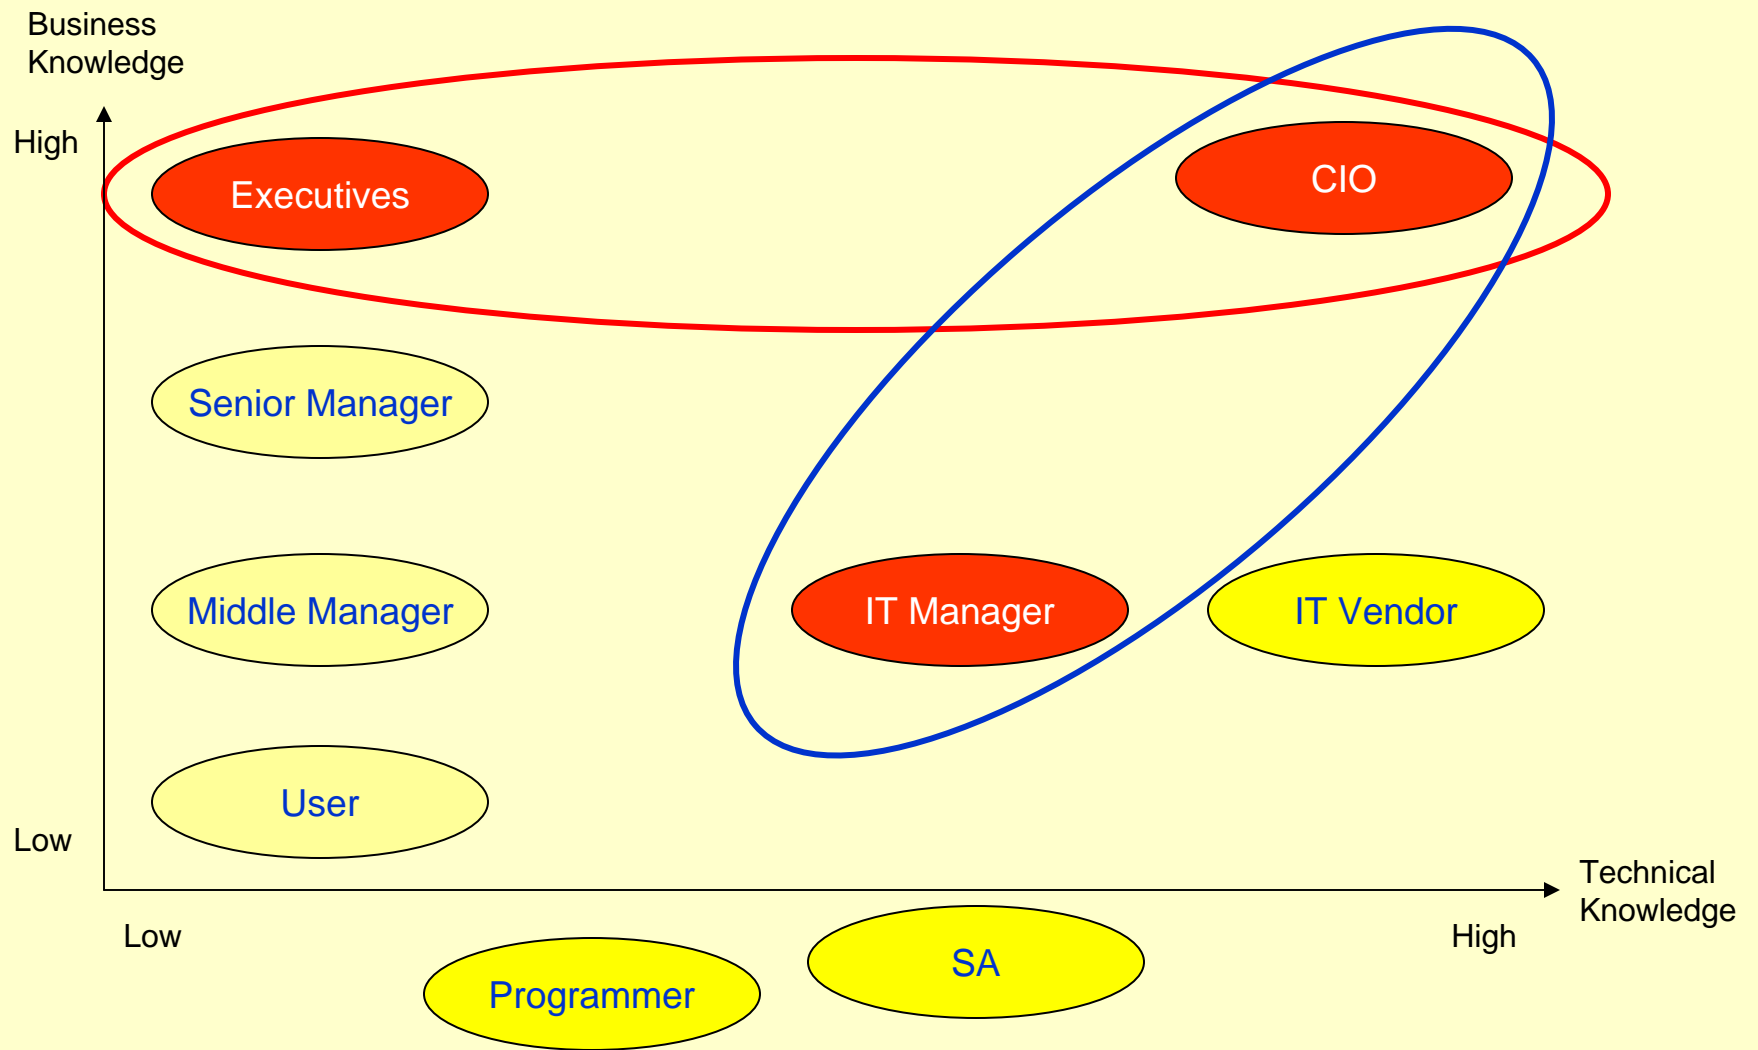 Business
Knowledge
High
Executives
CIO
Senior Manager
Middle Manager
IT Manager
IT Vendor
User
Low
Technical
Knowledge
Low
High
SA
Programmer